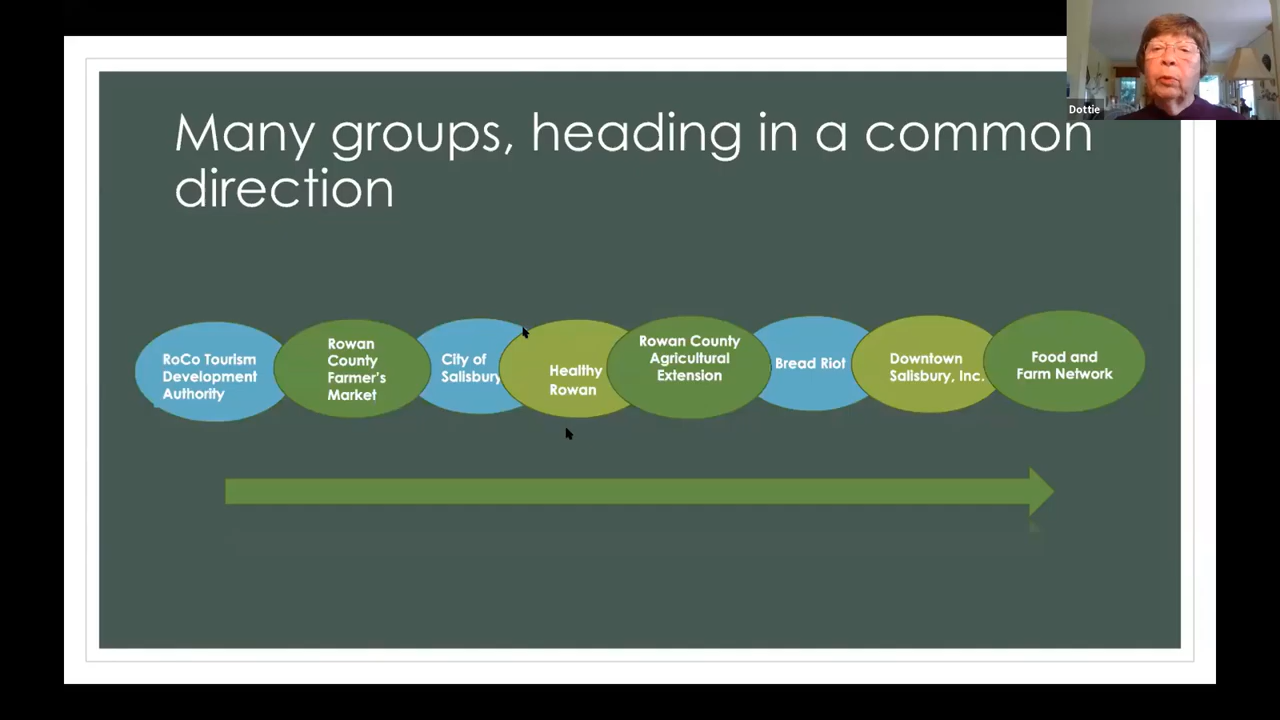 Dottie
Many groups, heading in a common
direction
RoCo Tourism
Development
Authority
Rowan
County
Farmer's
Market
City of
Salisbury
Healthy
Rowan
Rowan County
Agricultural
Extension
Bread Riot
Downtown
Salisbury, Inc.
Food and
Farm Network